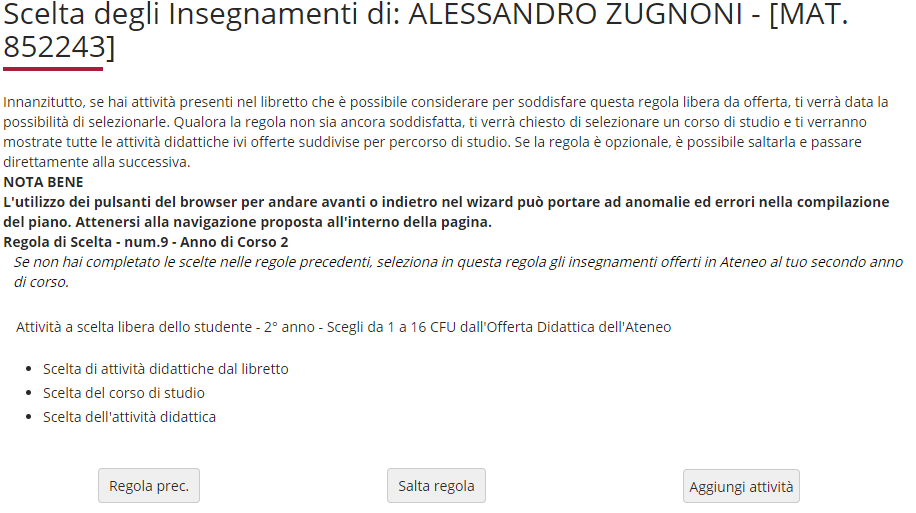 Scelta degli Insegnamenti di: ALESSANDRO ZUGNONI - [MAT.
852243]
Innanzitutto, se hai attività presenti nel libretto che è possibile considerare per soddisfare questa regola libera da offerta, ti verrà data la
possibilità di selezionarle. Qualora la regola non sia ancora soddisfatta, ti verrà chiesto di selezionare un corso di studio e ti verranno
mostrate tutte le attività didattiche ivi offerte suddivise per percorso di studio. Se la regola è opzionale, è possibile saltarla e passare
direttamente alla successiva.
NOTA BENE
L'utilizzo dei pulsanti del browser per andare avanti o indietro nel wizard può portare ad anomalie ed errori nella compilazione
del piano. Attenersi alla navigazione proposta all'interno della pagina.
Regola di Scelta - num.9 - Anno di Corso 2
Se non hai completato le scelte nelle regole precedenti, seleziona in questa regola gli insegnamenti offerti in Ateneo al tuo secondo anno
di corso.
Attività a scelta libera dello studente - 2° anno - Scegli da 1 a 16 CFU dall'Offerta Didattica dell'Ateneo
• Scelta di attività didattiche dal libretto
• Scelta del corso di studio
• Scelta dell'attività didattica
Regola prec. Salta regola Aggiungi attività